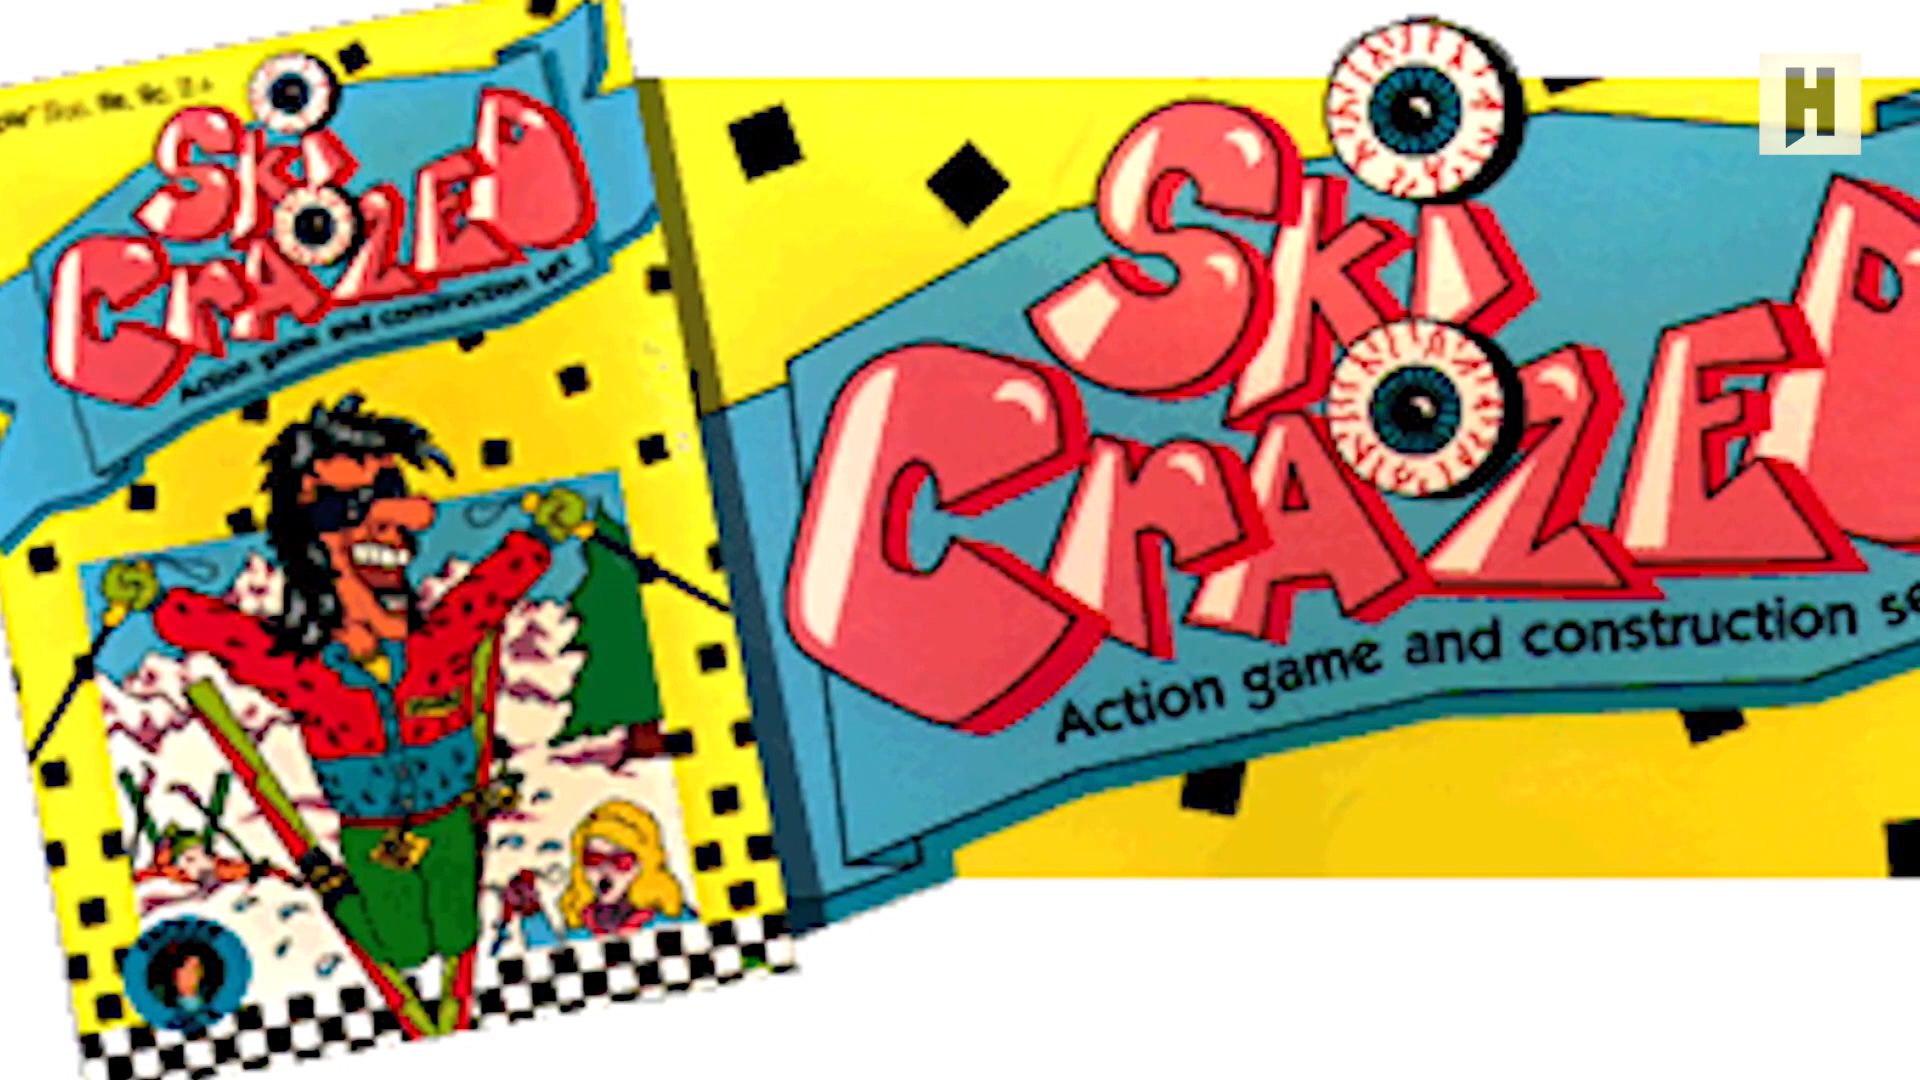 Ski
CrAZED
Action game and construction set
Ski
CrAZED
Action game and construction se
H